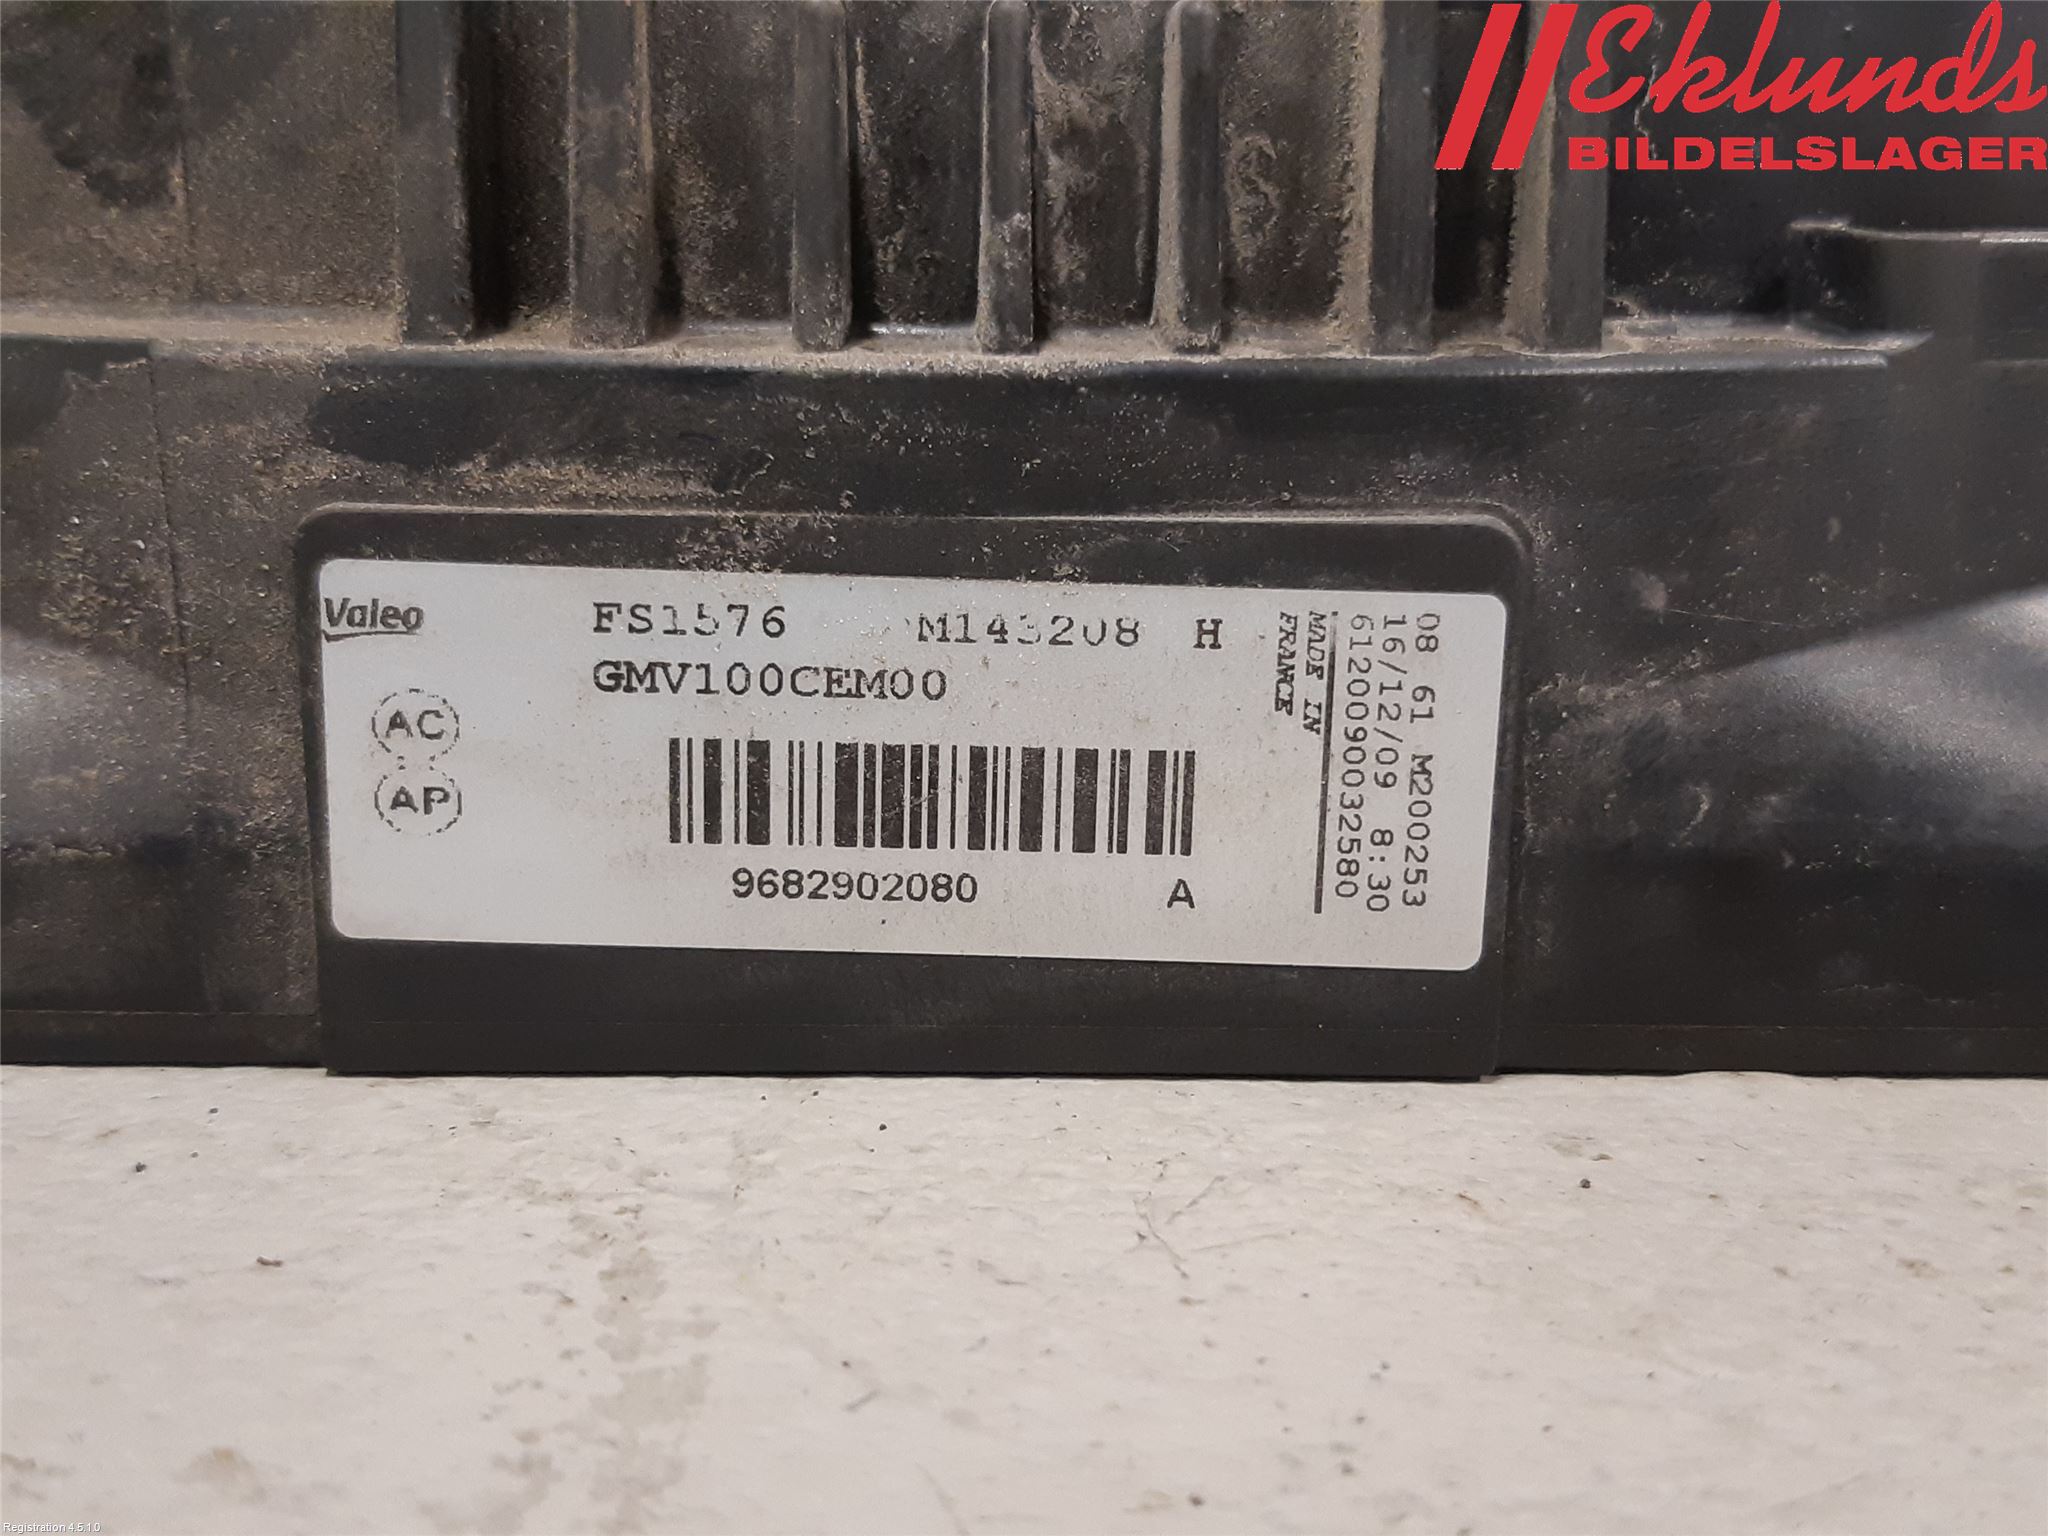 Eklunds
BILDELSLAGER
Valeo
FS1576 M143208 H
GMV100CEM00
AC
AP
9682902080 A
MADE IN
FRANCE
08 61 M200253
16/12/09 8:30
6120090032580
Registration 4.5.1.0